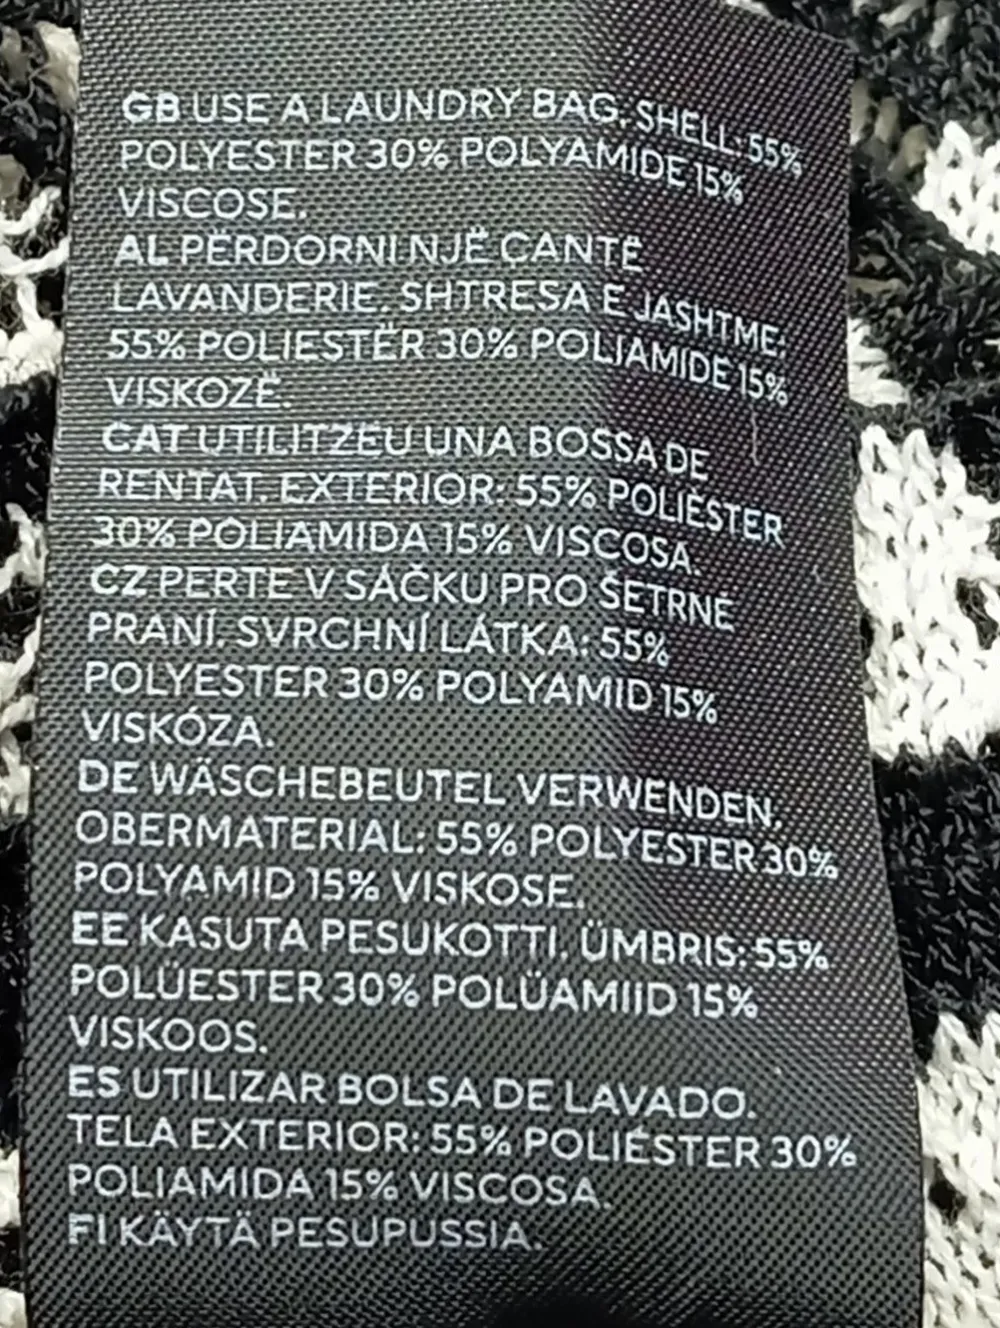 GB USE A LAUNDRY BAG. SHELL: 55%
POLYESTER 30% POLYAMIDE 15%
VISCOSE.
AL PËRDORNI NJË ÇANTË
LAVANDERIE. SHTRESA E JASHTME:
55% POLIESTËR 30% POLIAMIDE 15%
VISKOZË.
CAT UTILITZEU UNA BOSSA DE
RENTAT. EXTERIOR: 55% POLIÈSTER
30% POLIAMIDA 15% VISCOSA.
CZ PERTE V SÁČKU PRO ŠETRNÉ
PRANÍ. SVRCHNÍ LÁTKA: 55%
POLYESTER 30% POLYAMID 15%
VISKÓZA.
DE WÄSCHEBEUTEL VERWENDEN.
OBERMATERIAL: 55% POLYESTER 30%
POLYAMID 15% VISKOSE.
EE KASUTA PESUKOTTI. ÜMBRIS: 55%
POLÜESTER 30% POLÜAMIID 15%
VISKOOS.
ES UTILIZAR BOLSA DE LAVADO.
TELA EXTERIOR: 55% POLIÉSTER 30%
POLIAMIDA 15% VISCOSA.
FI KÄYTÄ PESUPUSSIA.